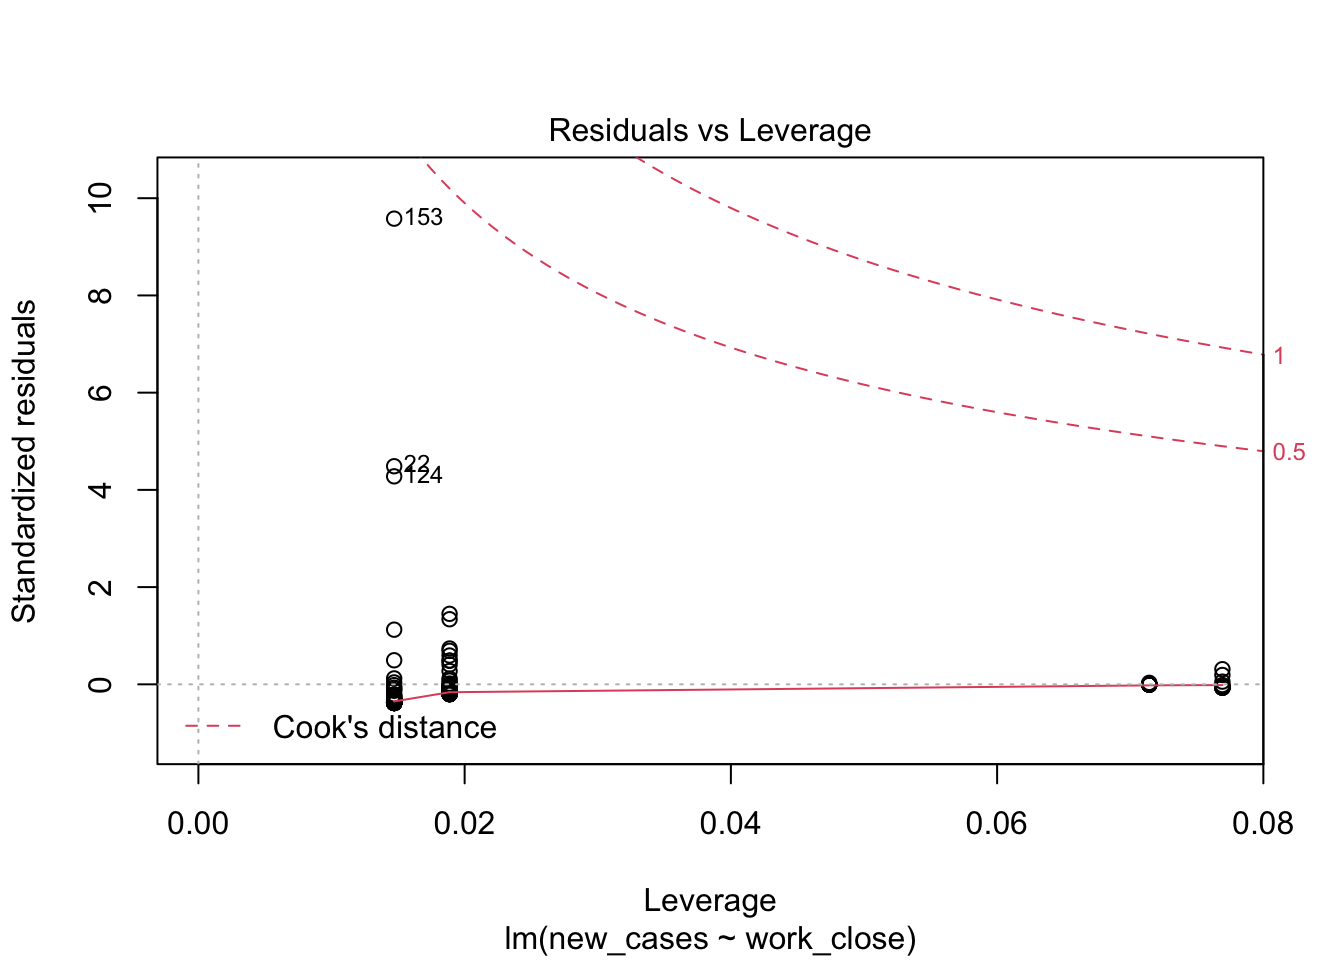 Residuals vs Leverage
Standardized residuals
10
8
6
4
2
0
153
22
124
1
0.5
Cook's distance
0.00 0.02 0.04 0.06 0.08
Leverage
lm(new_cases ~ work_close)